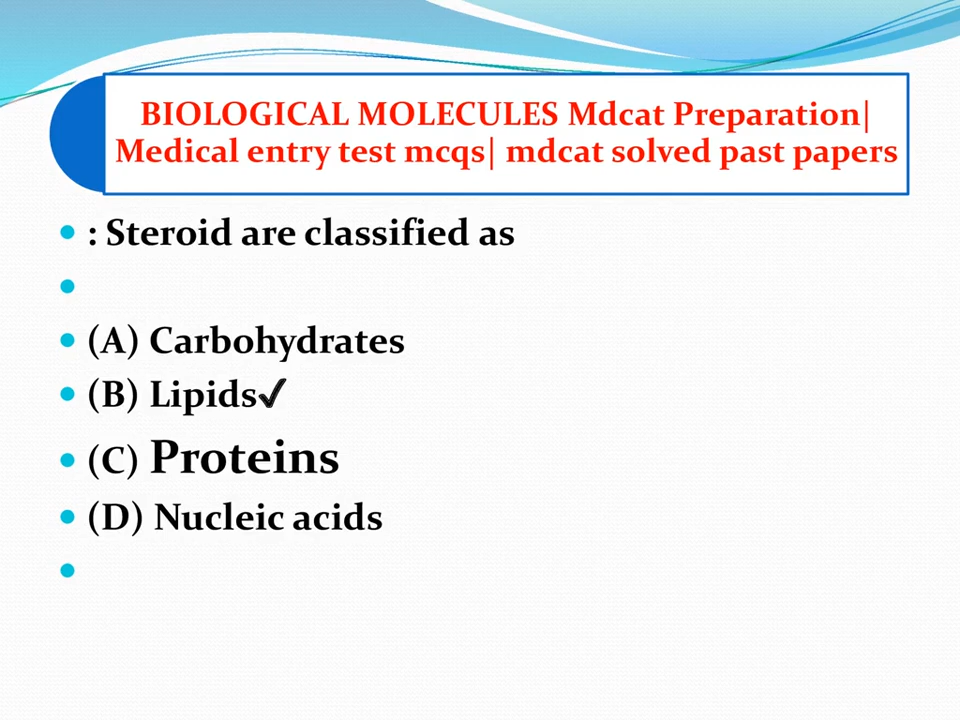 BIOLOGICAL MOLECULES Mdcat Preparation|
Medical entry test mcqs| mdcat solved past papers
: Steroid are classified as
(A) Carbohydrates
(B) Lipids✓
(C) Proteins
(D) Nucleic acids